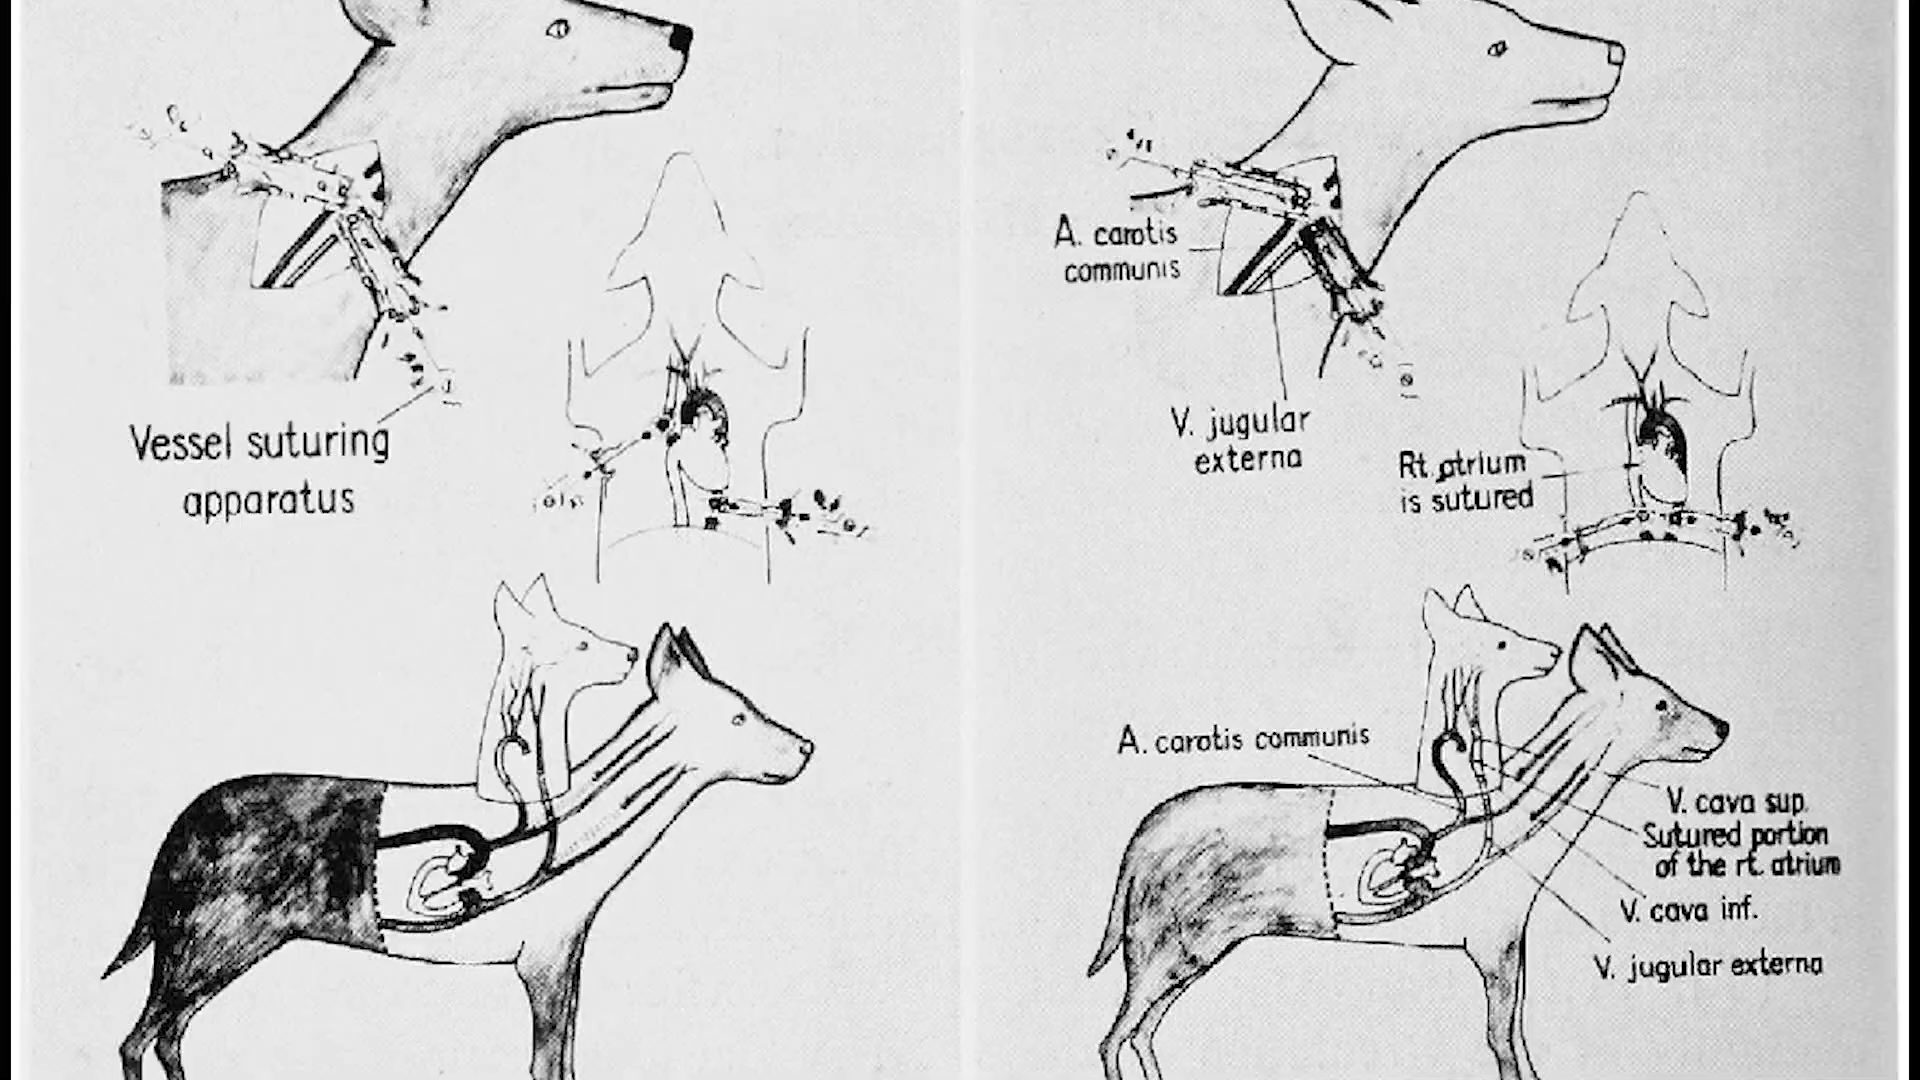 Vessel suturing
apparatus
A. carotis
communis
V. jugular
externa
Rt. atrium
is sutured
A. carotis communis
V. cava sup.
Sutured portion
of the rt. atrium
V. cava inf.
V. jugular externa